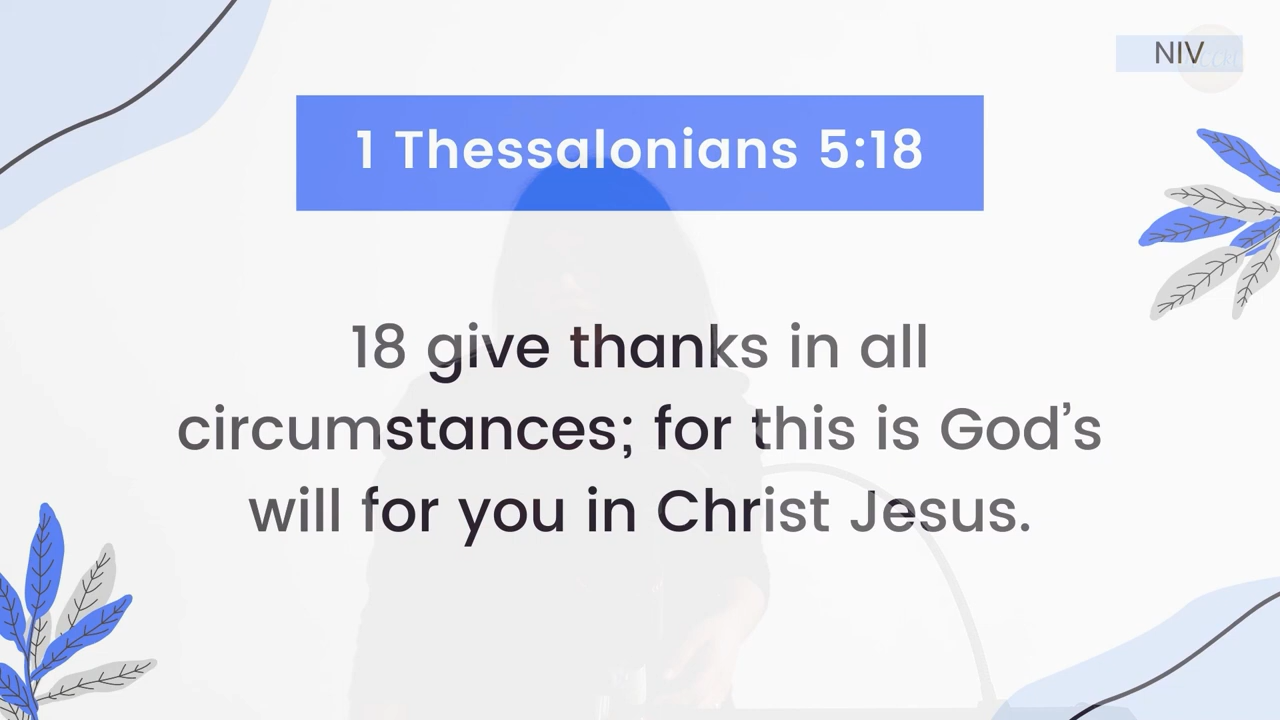 NIV
1 Thessalonians 5:18
18 give thanks in all
circumstances; for this is God’s
will for you in Christ Jesus.